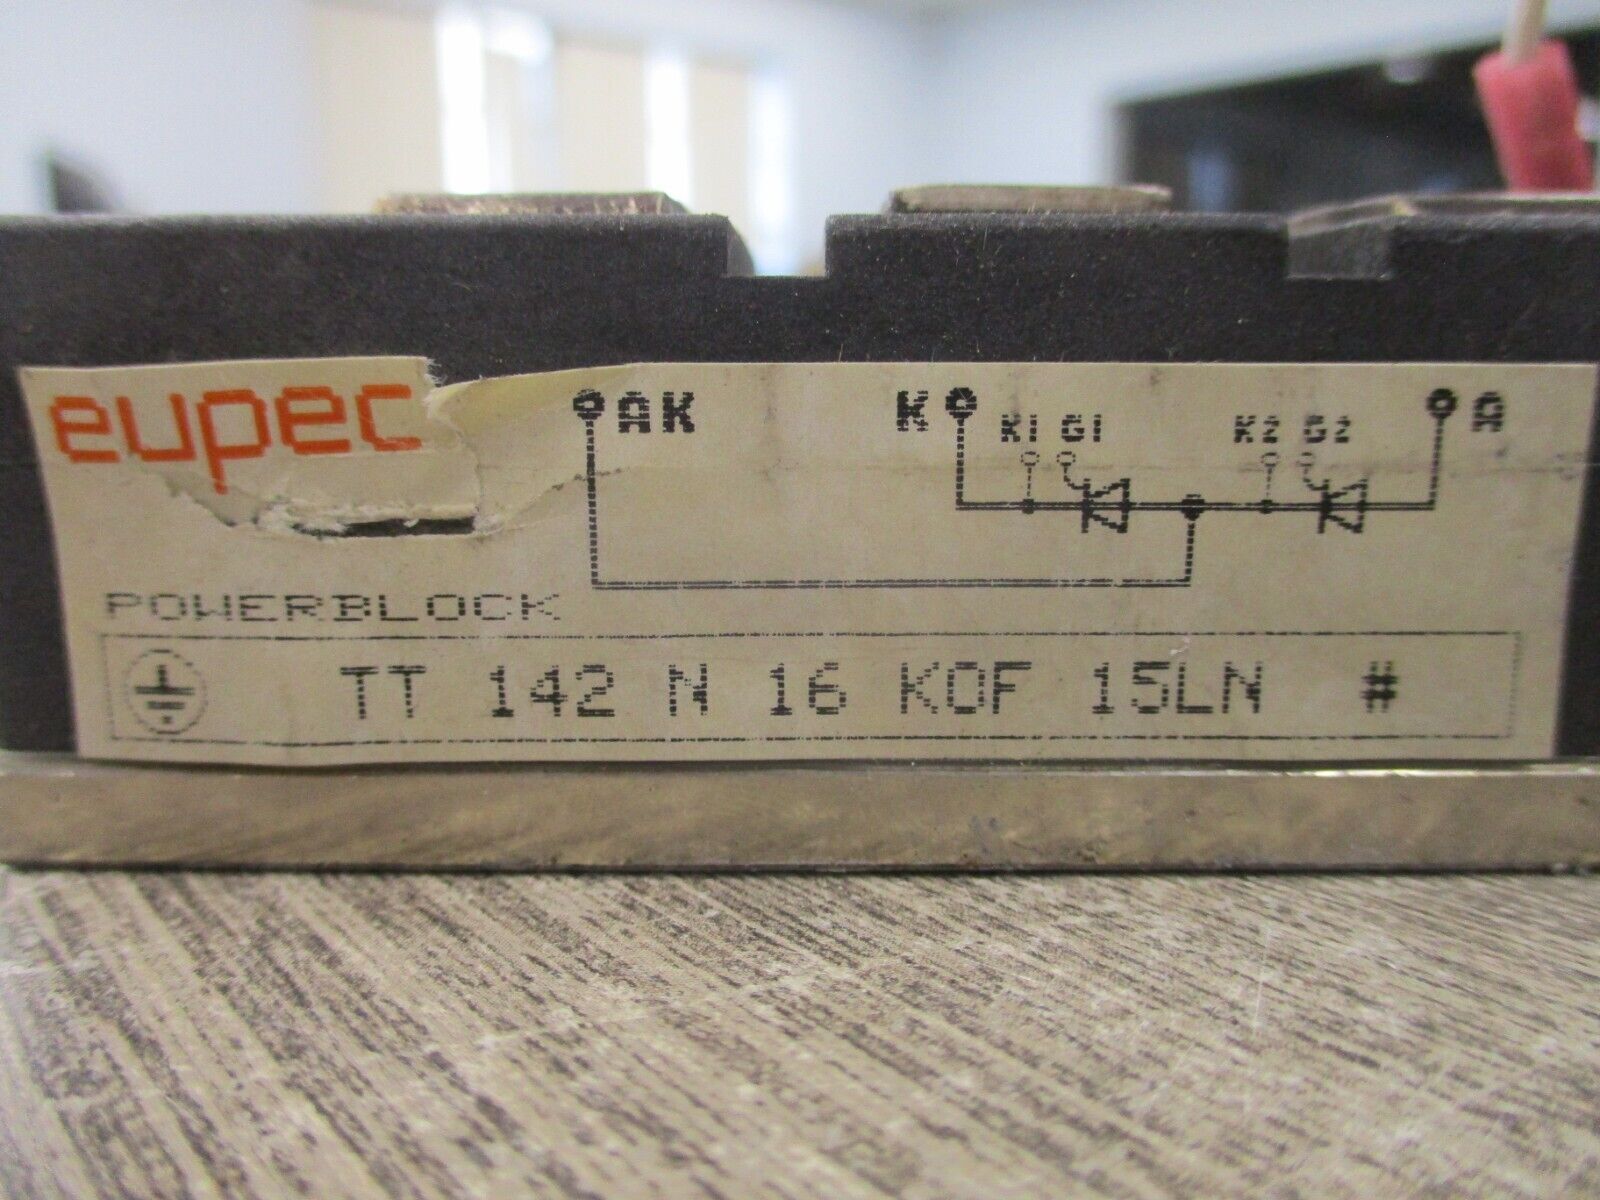 eupec
AK K A
K1 G1 K2 G2
POWERBLOCK
TT 142 N 16 KOF 15LN #